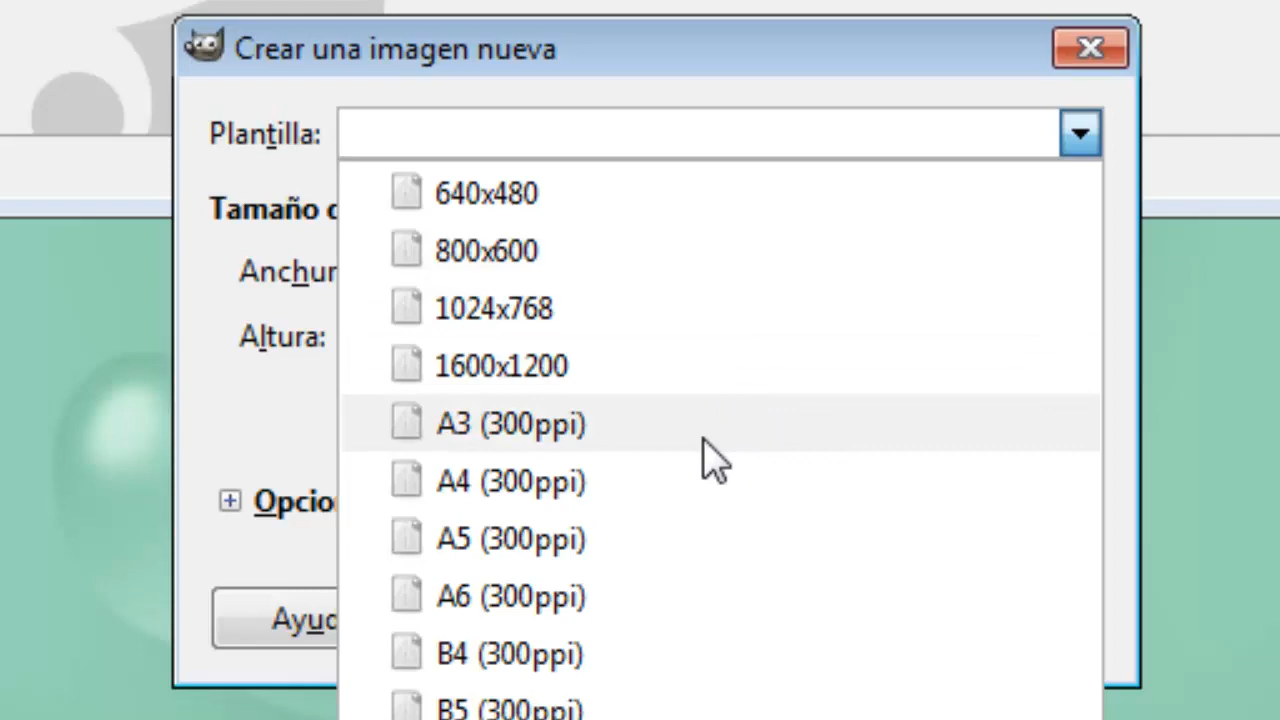 Crear una imagen nueva
Plantilla:
640x480
Tamaño
800x600
Anchur
1024x768
Altura:
1600x1200
A3 (300ppi)
A4 (300ppi)
Opcio
A5 (300ppi)
A6 (300ppi)
Ayud
B4 (300ppi)
B5 (300ppi)